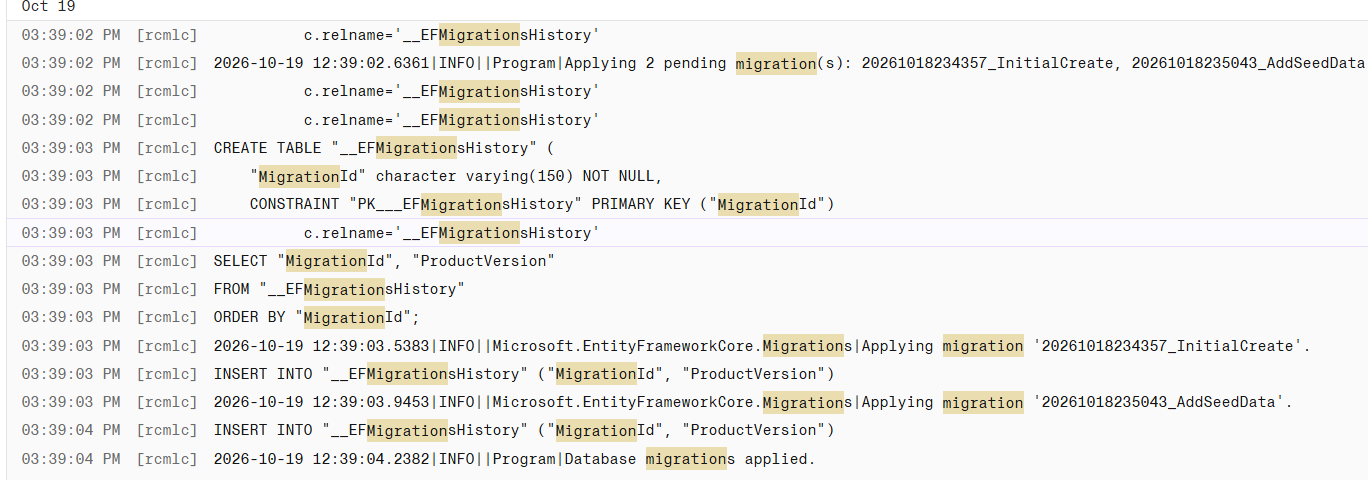 Oct 19
03:39:02 PM [rcmlc] c.relname='__EFMigrationsHistory'
03:39:02 PM [rcmlc] 2026-10-19 12:39:02.6361|INFO||Program|Applying 2 pending migration(s): 20261018234357_InitialCreate, 20261018235043_AddSeedData
03:39:02 PM [rcmlc] c.relname='__EFMigrationsHistory'
03:39:02 PM [rcmlc] c.relname='__EFMigrationsHistory'
03:39:03 PM [rcmlc] CREATE TABLE "__EFMigrationsHistory" (
03:39:03 PM [rcmlc] "MigrationId" character varying(150) NOT NULL,
03:39:03 PM [rcmlc] CONSTRAINT "PK___EFMigrationsHistory" PRIMARY KEY ("MigrationId")
03:39:03 PM [rcmlc] c.relname='__EFMigrationsHistory'
03:39:03 PM [rcmlc] SELECT "MigrationId", "ProductVersion"
03:39:03 PM [rcmlc] FROM "__EFMigrationsHistory"
03:39:03 PM [rcmlc] ORDER BY "MigrationId";
03:39:03 PM [rcmlc] 2026-10-19 12:39:03.5383|INFO||Microsoft.EntityFrameworkCore.Migrations|Applying migration '20261018234357_InitialCreate'.
03:39:03 PM [rcmlc] INSERT INTO "__EFMigrationsHistory" ("MigrationId", "ProductVersion")
03:39:03 PM [rcmlc] 2026-10-19 12:39:03.9453|INFO||Microsoft.EntityFrameworkCore.Migrations|Applying migration '20261018235043_AddSeedData'.
03:39:04 PM [rcmlc] INSERT INTO "__EFMigrationsHistory" ("MigrationId", "ProductVersion")
03:39:04 PM [rcmlc] 2026-10-19 12:39:04.2382|INFO||Program|Database migrations applied.